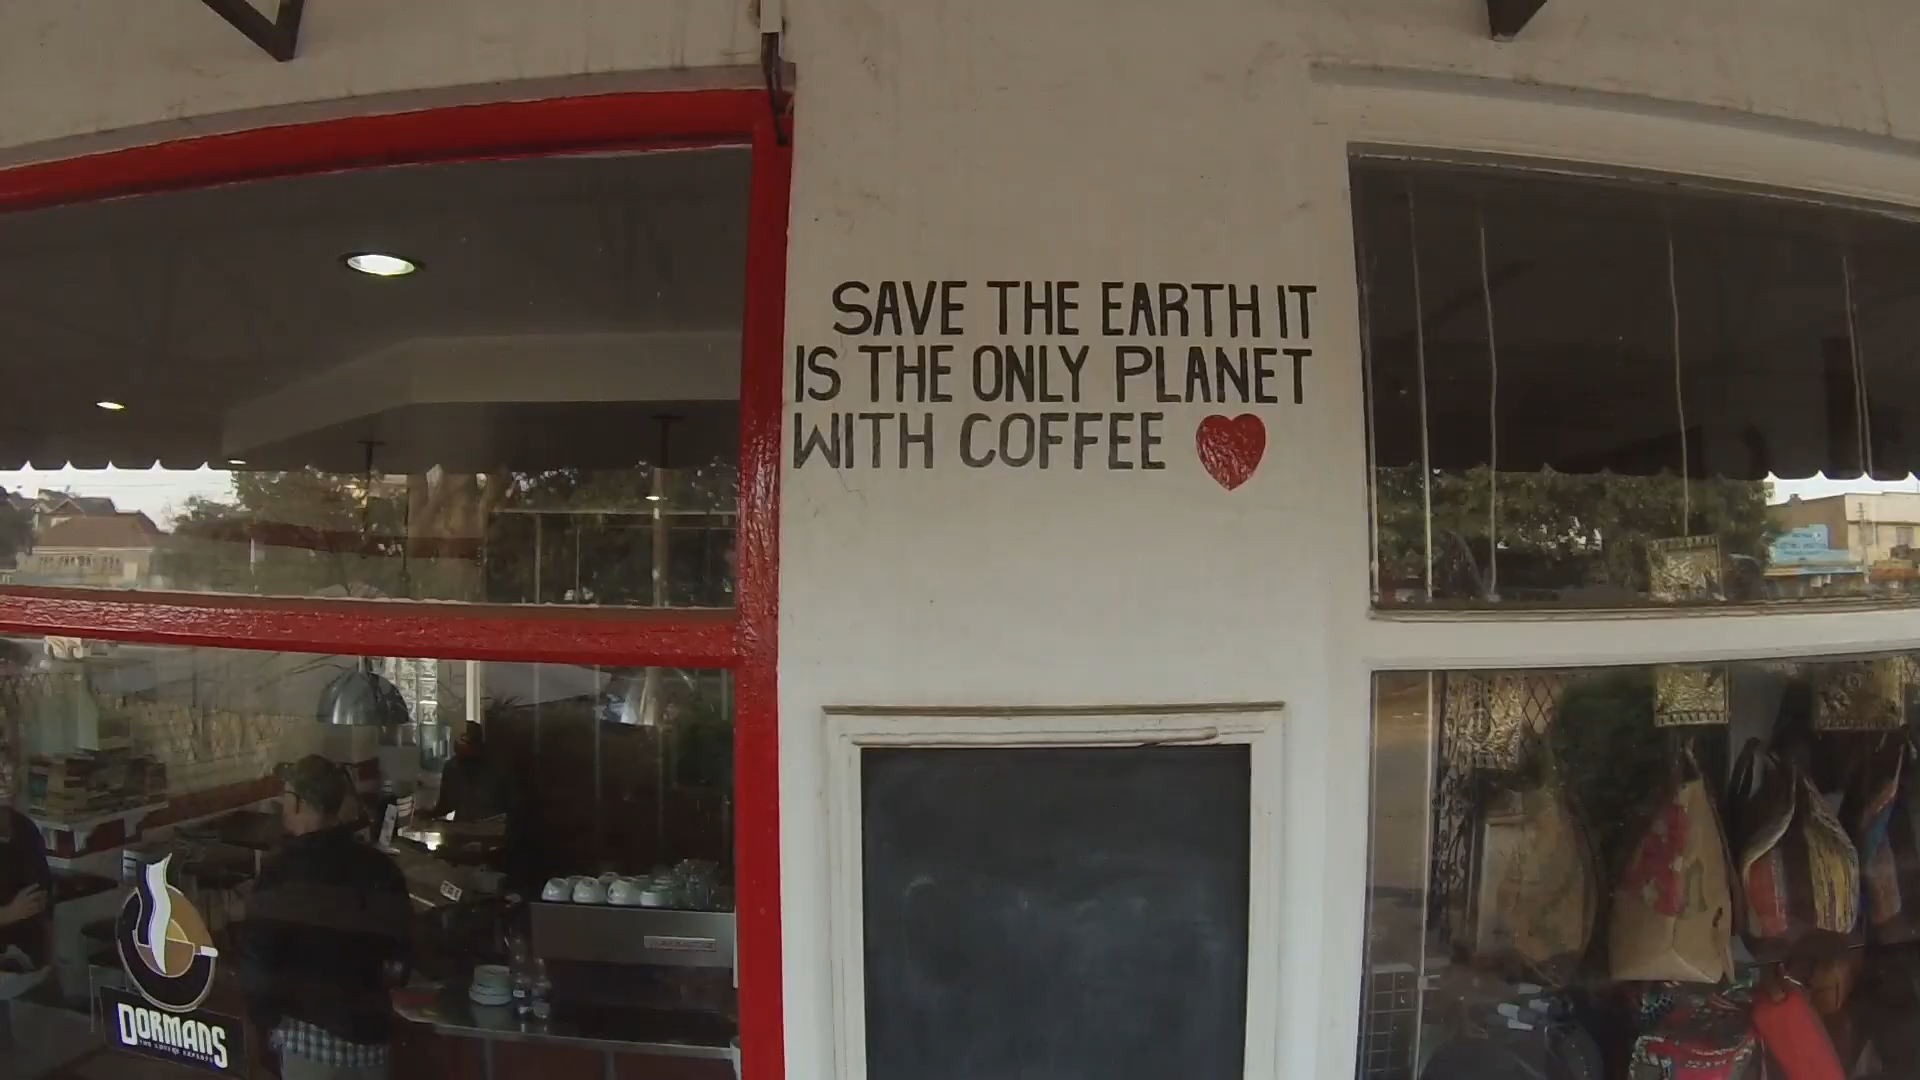 SAVE THE EARTH IT
IS THE ONLY PLANET
WITH COFFEE
DORMANS